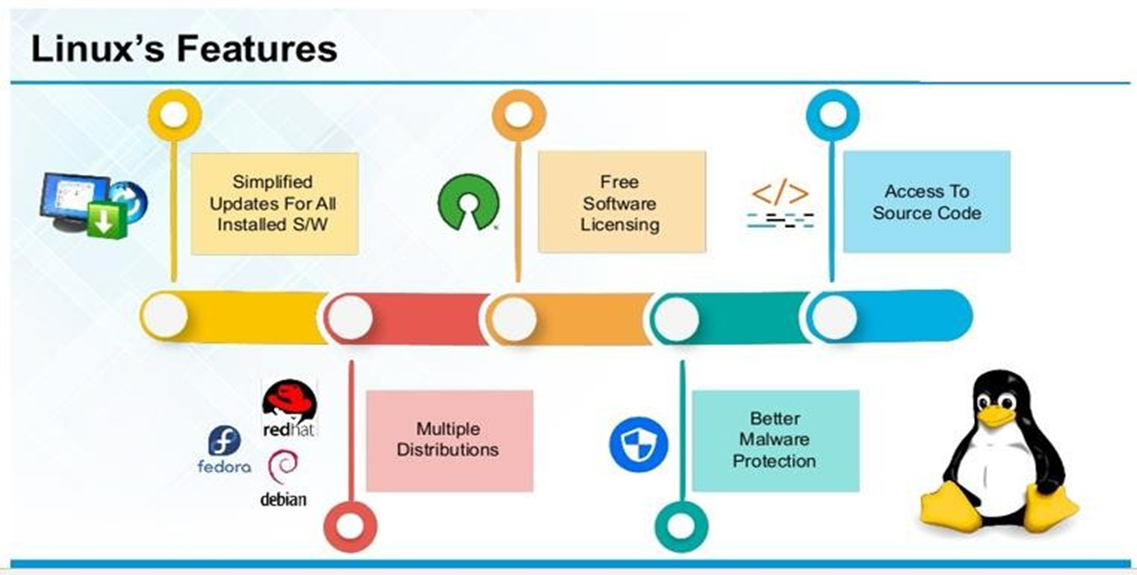 Linux's Features
Simplified
Updates For All
Installed S/W
Free
Software
Licensing
</>
Access To
Source Code
redhat
fedora
debian
Multiple
Distributions
Better
Malware
Protection